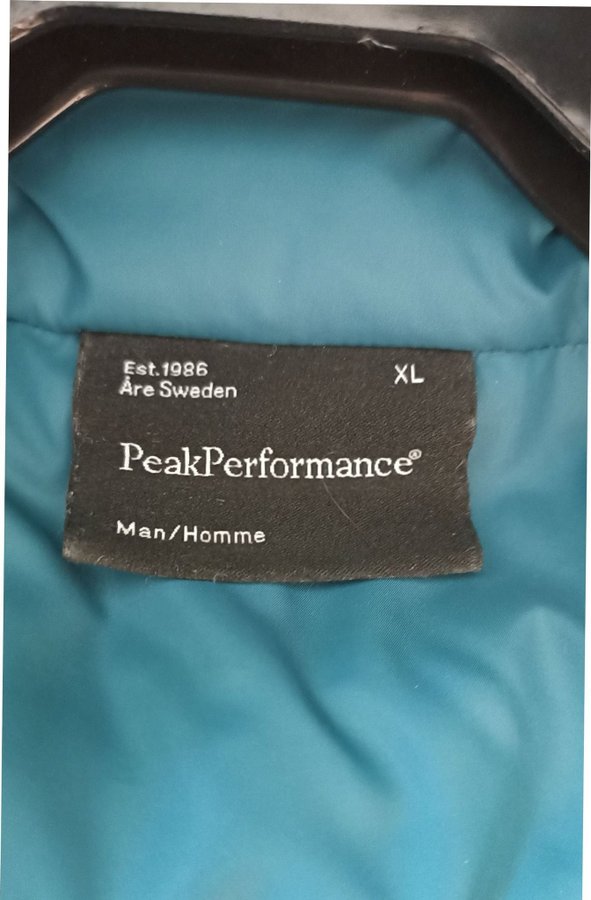 Est.1986
Åre Sweden
XL
PeakPerformance®
Man/Homme